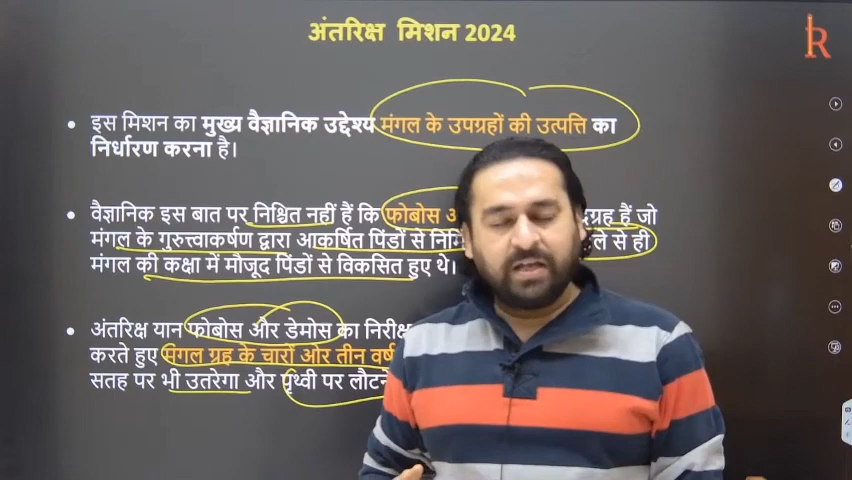 अंतरिक्ष मिशन 2024
R
इस मिशन का मुख्य वैज्ञानिक उद्देश्य मंगल के उपग्रहों की उत्पत्ति का
निर्धारण करना है।
वैज्ञानिक इस बात पर निश्चित नहीं हैं कि फोबोस हैं जो
मंगल के गुरुत्त्वाकर्षण द्वारा आकर्षित पिंडों से से ही
मंगल की कक्षा में मौजूद पिंडों से विकसित हुए थे।
अंतरिक्ष यान फोबोस और डेमोस का
करते हुए मंगल ग्रह के चारों ओर तीन वर्ष
सतह पर भी उतरेगा और पृथ्वी पर